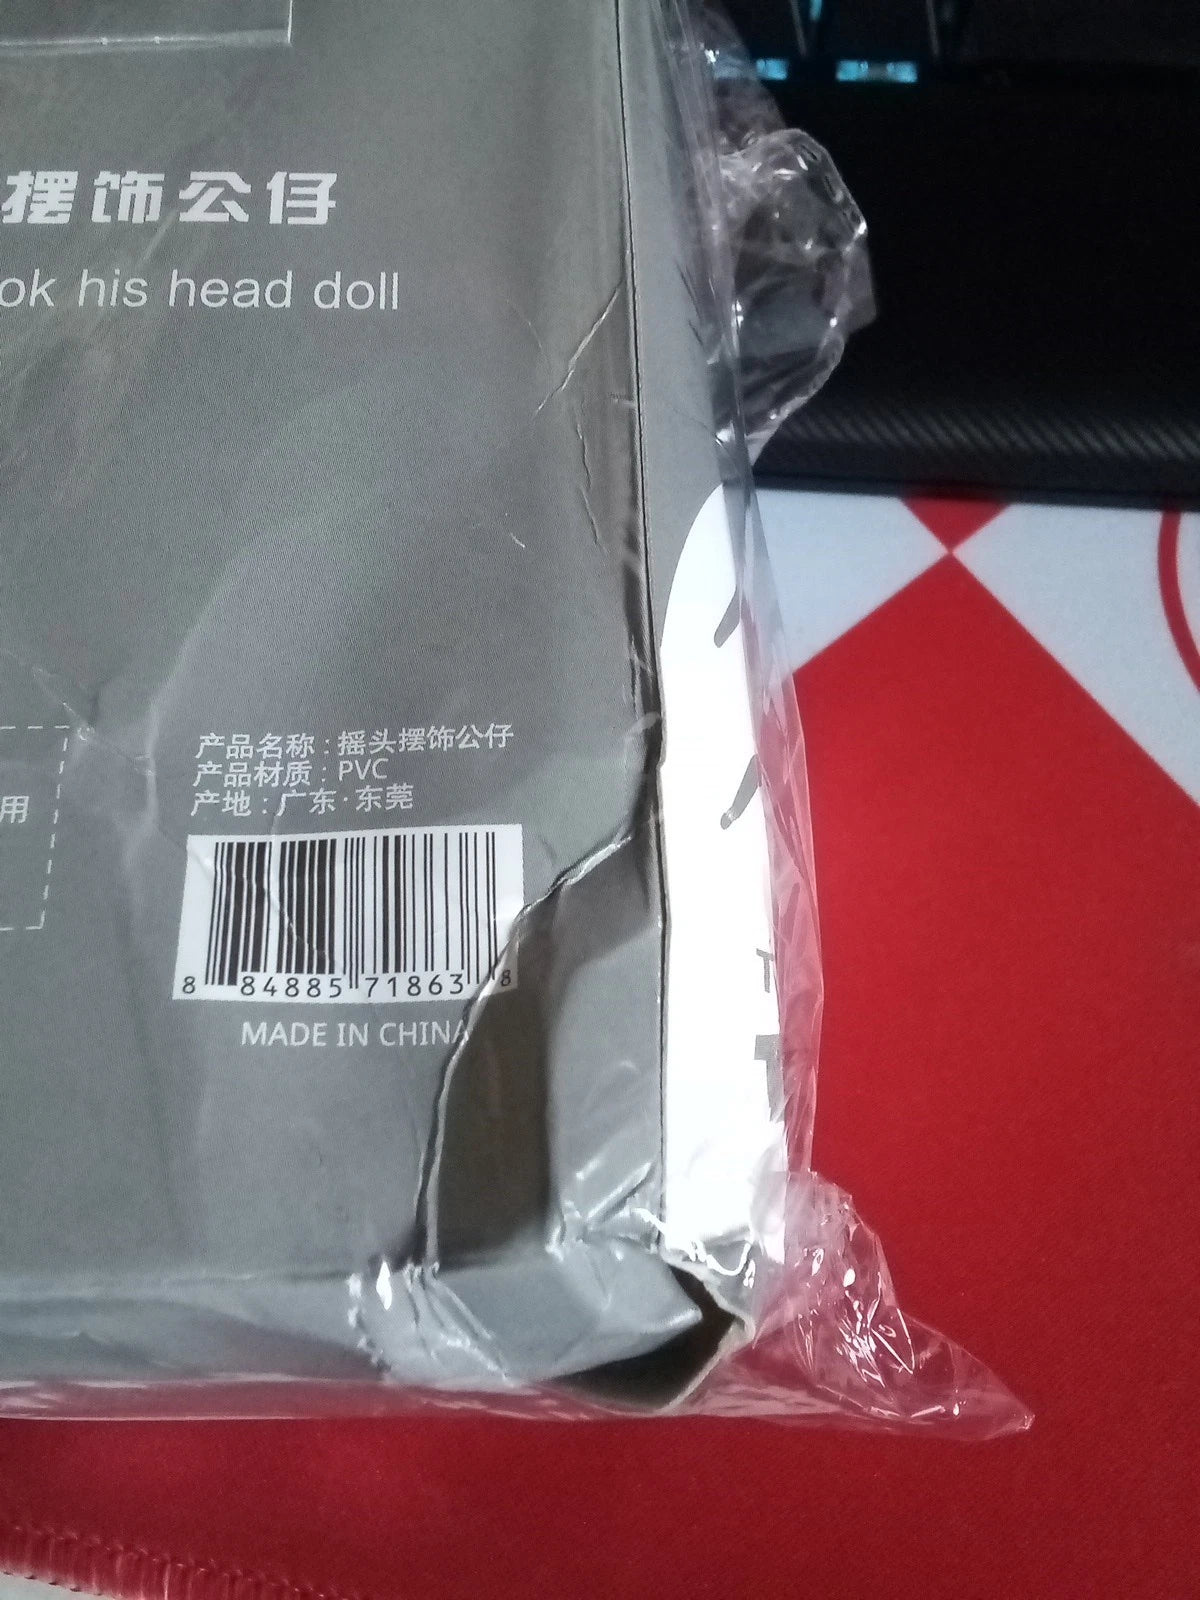 摆饰公仔
ok his head doll
产品名称：摇头摆饰公仔
产品材质：PVC
产地：广东·东莞
用
8 84885 71863 8
MADE IN CHINA
T